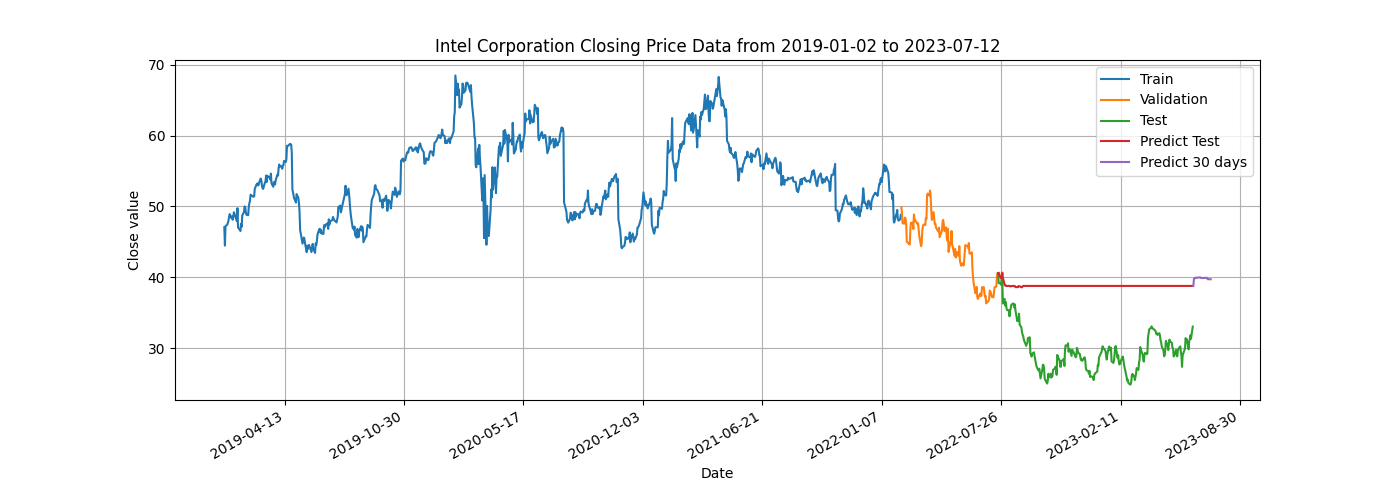 Intel Corporation Closing Price Data from 2019-01-02 to 2023-07-12
70
60
50
40
30
Close value
Train
Validation
Test
Predict Test
Predict 30 days
2019-04-13
2019-10-30
2020-05-17
2020-12-03
2021-06-21
2022-01-07
2022-07-26
2023-02-11
2023-08-30
Date